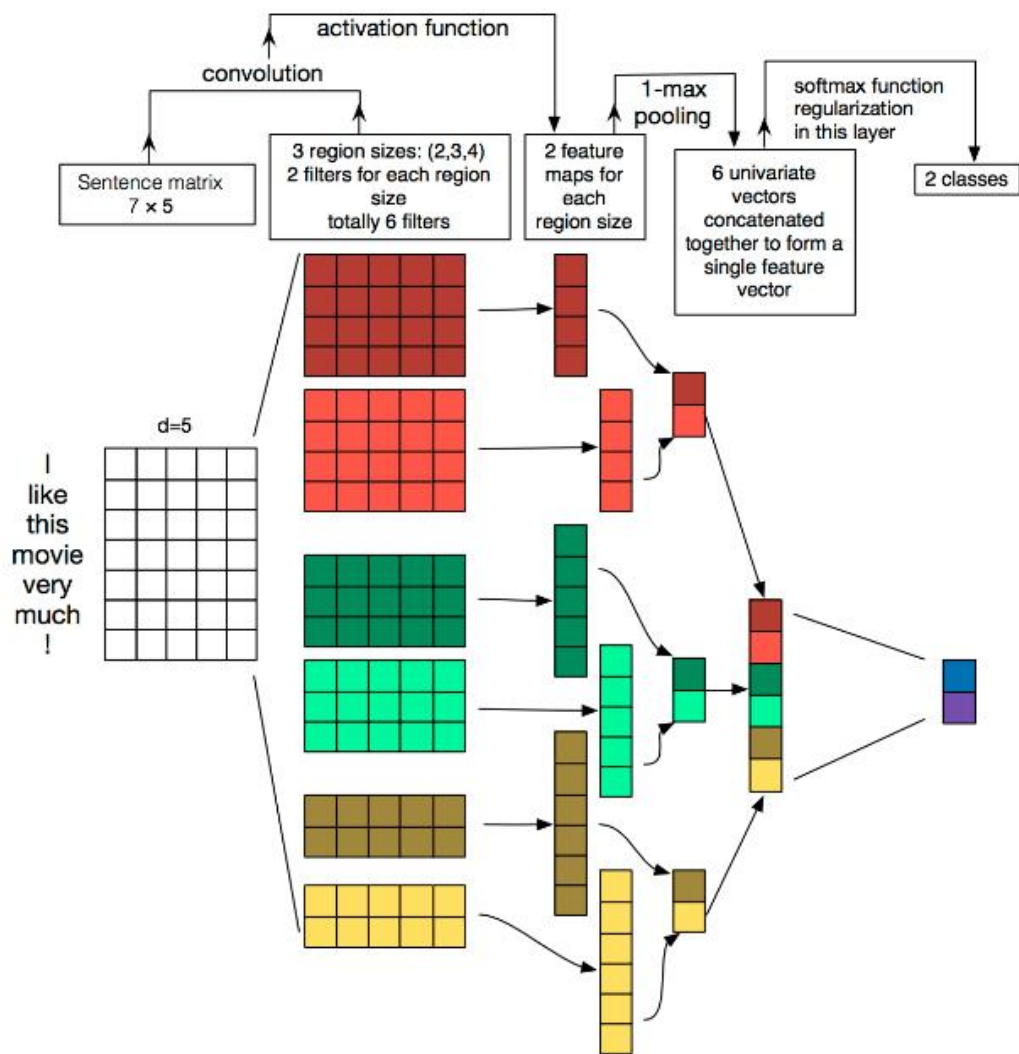 activation function
convolution
1-max
pooling
softmax function
regularization
in this layer
Sentence matrix
7 × 5
3 region sizes: (2,3,4)
2 filters for each region
size
totally 6 filters
2 feature
maps for
each
region size
6 univariate
vectors
concatenated
together to form a
single feature
vector
2 classes
d=5
I
like
this
movie
very
much
!